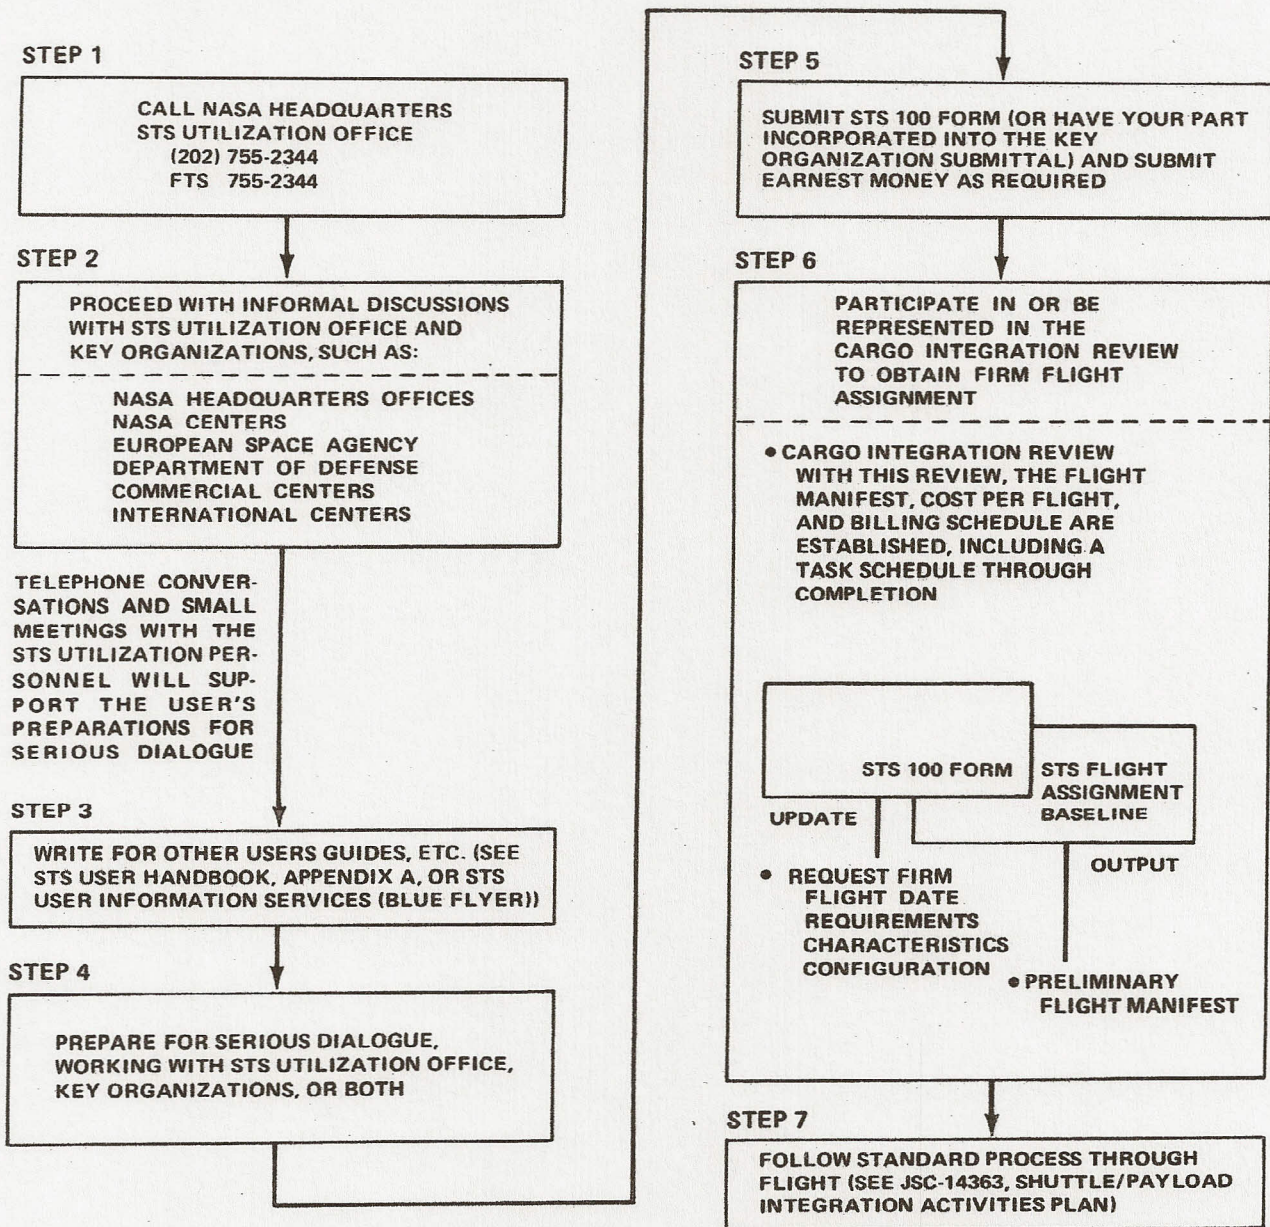 STEP 1
CALL NASA HEADQUARTERS
STS UTILIZATION OFFICE
(202) 755-2344
FTS 755-2344
STEP 2
PROCEED WITH INFORMAL DISCUSSIONS
WITH STS UTILIZATION OFFICE AND
KEY ORGANIZATIONS, SUCH AS:
NASA HEADQUARTERS OFFICES
NASA CENTERS
EUROPEAN SPACE AGENCY
DEPARTMENT OF DEFENSE
COMMERCIAL CENTERS
INTERNATIONAL CENTERS
TELEPHONE CONVER-
SATIONS AND SMALL
MEETINGS WITH THE
STS UTILIZATION PER-
SONNEL WILL SUP-
PORT THE USER'S
PREPARATIONS FOR
SERIOUS DIALOGUE
STEP 3
WRITE FOR OTHER USERS GUIDES, ETC. (SEE
STS USER HANDBOOK, APPENDIX A, OR STS
USER INFORMATION SERVICES (BLUE FLYER))
STEP 4
PREPARE FOR SERIOUS DIALOGUE,
WORKING WITH STS UTILIZATION OFFICE,
KEY ORGANIZATIONS, OR BOTH
STEP 5
SUBMIT STS 100 FORM (OR HAVE YOUR PART
INCORPORATED INTO THE KEY
ORGANIZATION SUBMITTAL) AND SUBMIT
EARNEST MONEY AS REQUIRED
STEP 6
PARTICIPATE IN OR BE
REPRESENTED IN THE
CARGO INTEGRATION REVIEW
TO OBTAIN FIRM FLIGHT
ASSIGNMENT
• CARGO INTEGRATION REVIEW
WITH THIS REVIEW, THE FLIGHT
MANIFEST, COST PER FLIGHT,
AND BILLING SCHEDULE ARE
ESTABLISHED, INCLUDING A
TASK SCHEDULE THROUGH
COMPLETION
STS 100 FORM
STS FLIGHT
ASSIGNMENT
BASELINE
UPDATE
OUTPUT
• REQUEST FIRM
FLIGHT DATE
REQUIREMENTS
CHARACTERISTICS
CONFIGURATION
• PRELIMINARY
FLIGHT MANIFEST
STEP 7
FOLLOW STANDARD PROCESS THROUGH
FLIGHT (SEE JSC-14363, SHUTTLE/PAYLOAD
INTEGRATION ACTIVITIES PLAN)